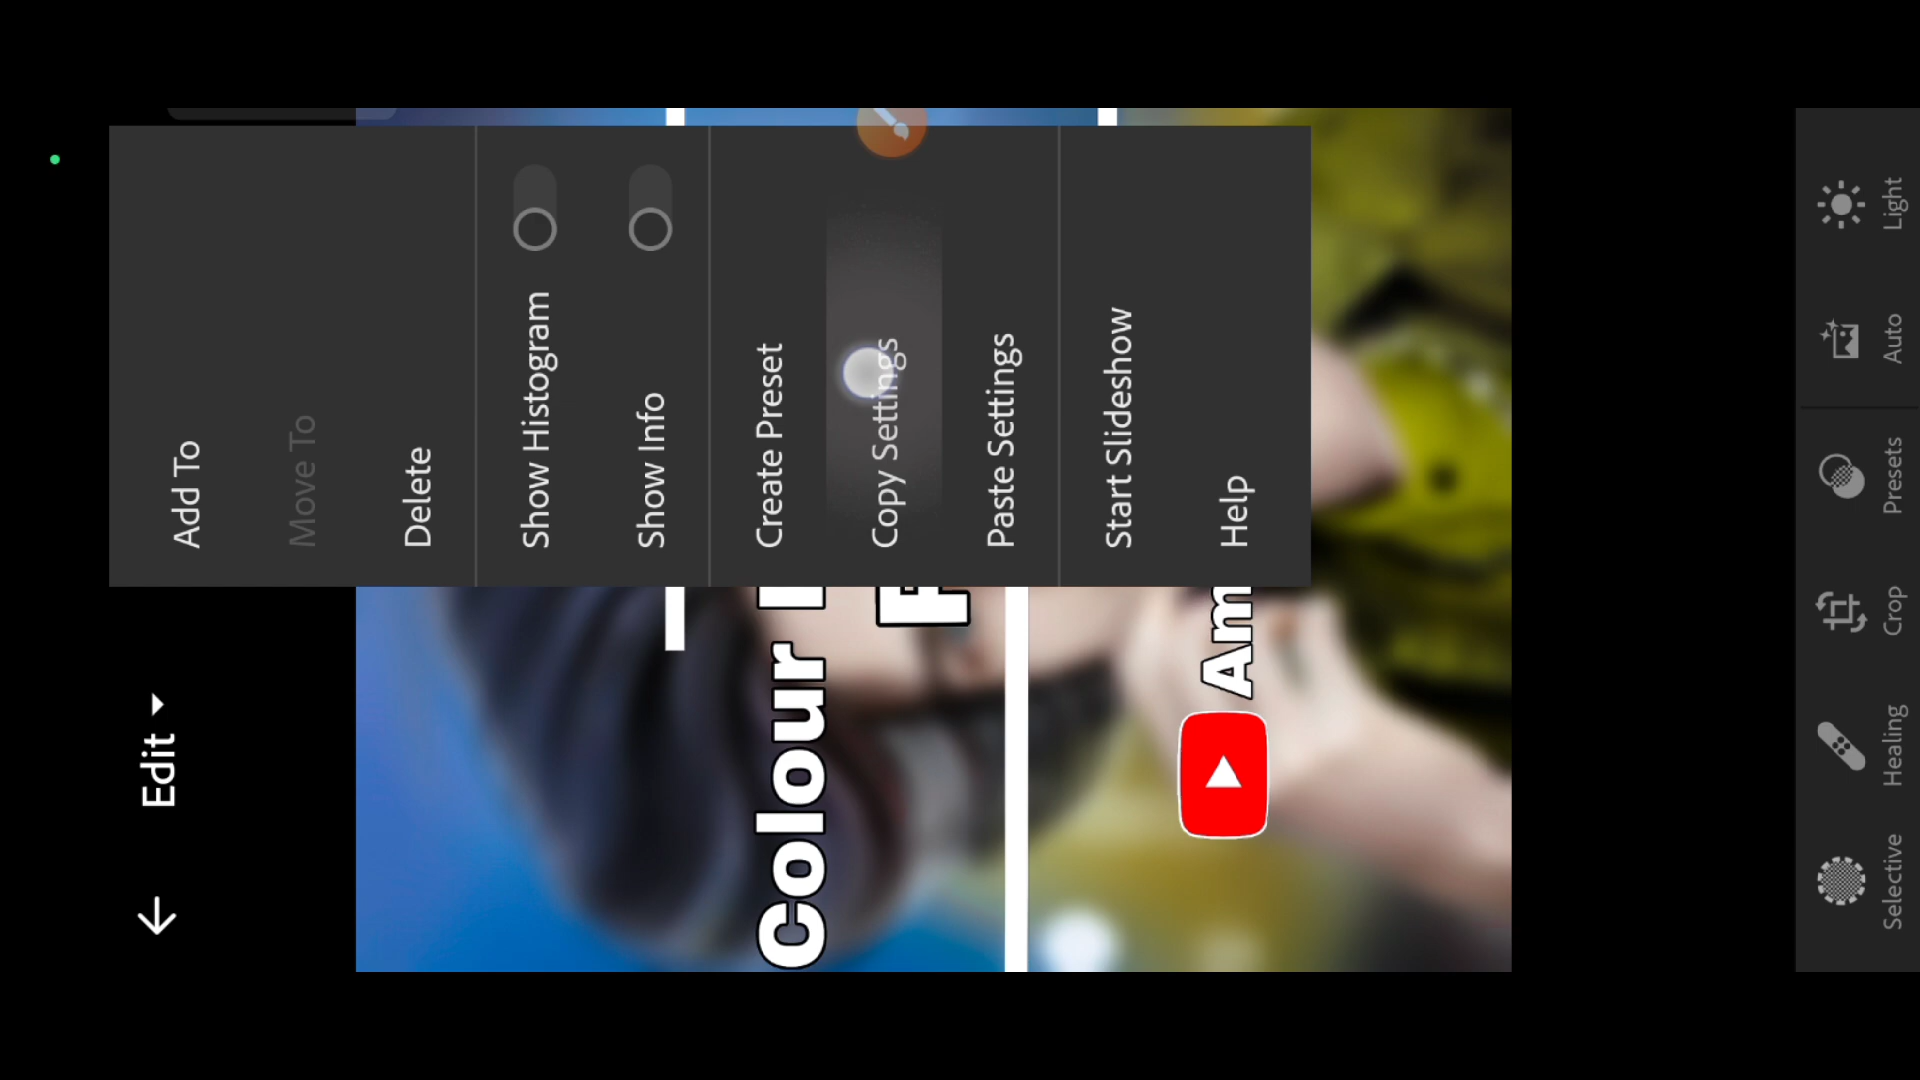 Edit
Add To
Move To
Delete
Show Histogram
Show Info
Create Preset
Copy Settings
Paste Settings
Start Slideshow
Help
Colour
Am
Selective
Healing
Crop
Presets
Auto
Light